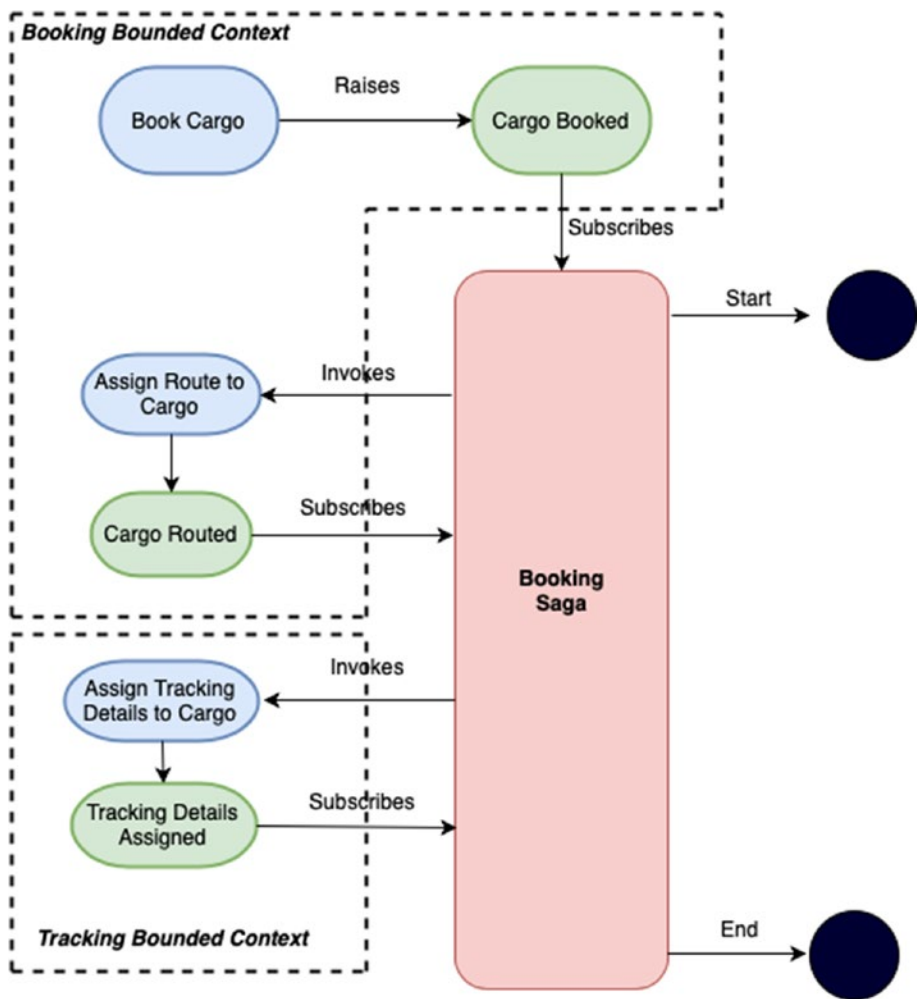 Booking Bounded Context
Raises
Book Cargo
Cargo Booked
Subscribes
Start
Invokes
Assign Route to
Cargo
Subscribes
Cargo Routed
Booking
Saga
Invokes
Assign Tracking
Details to Cargo
Subscribes
Tracking Details
Assigned
End
Tracking Bounded Context